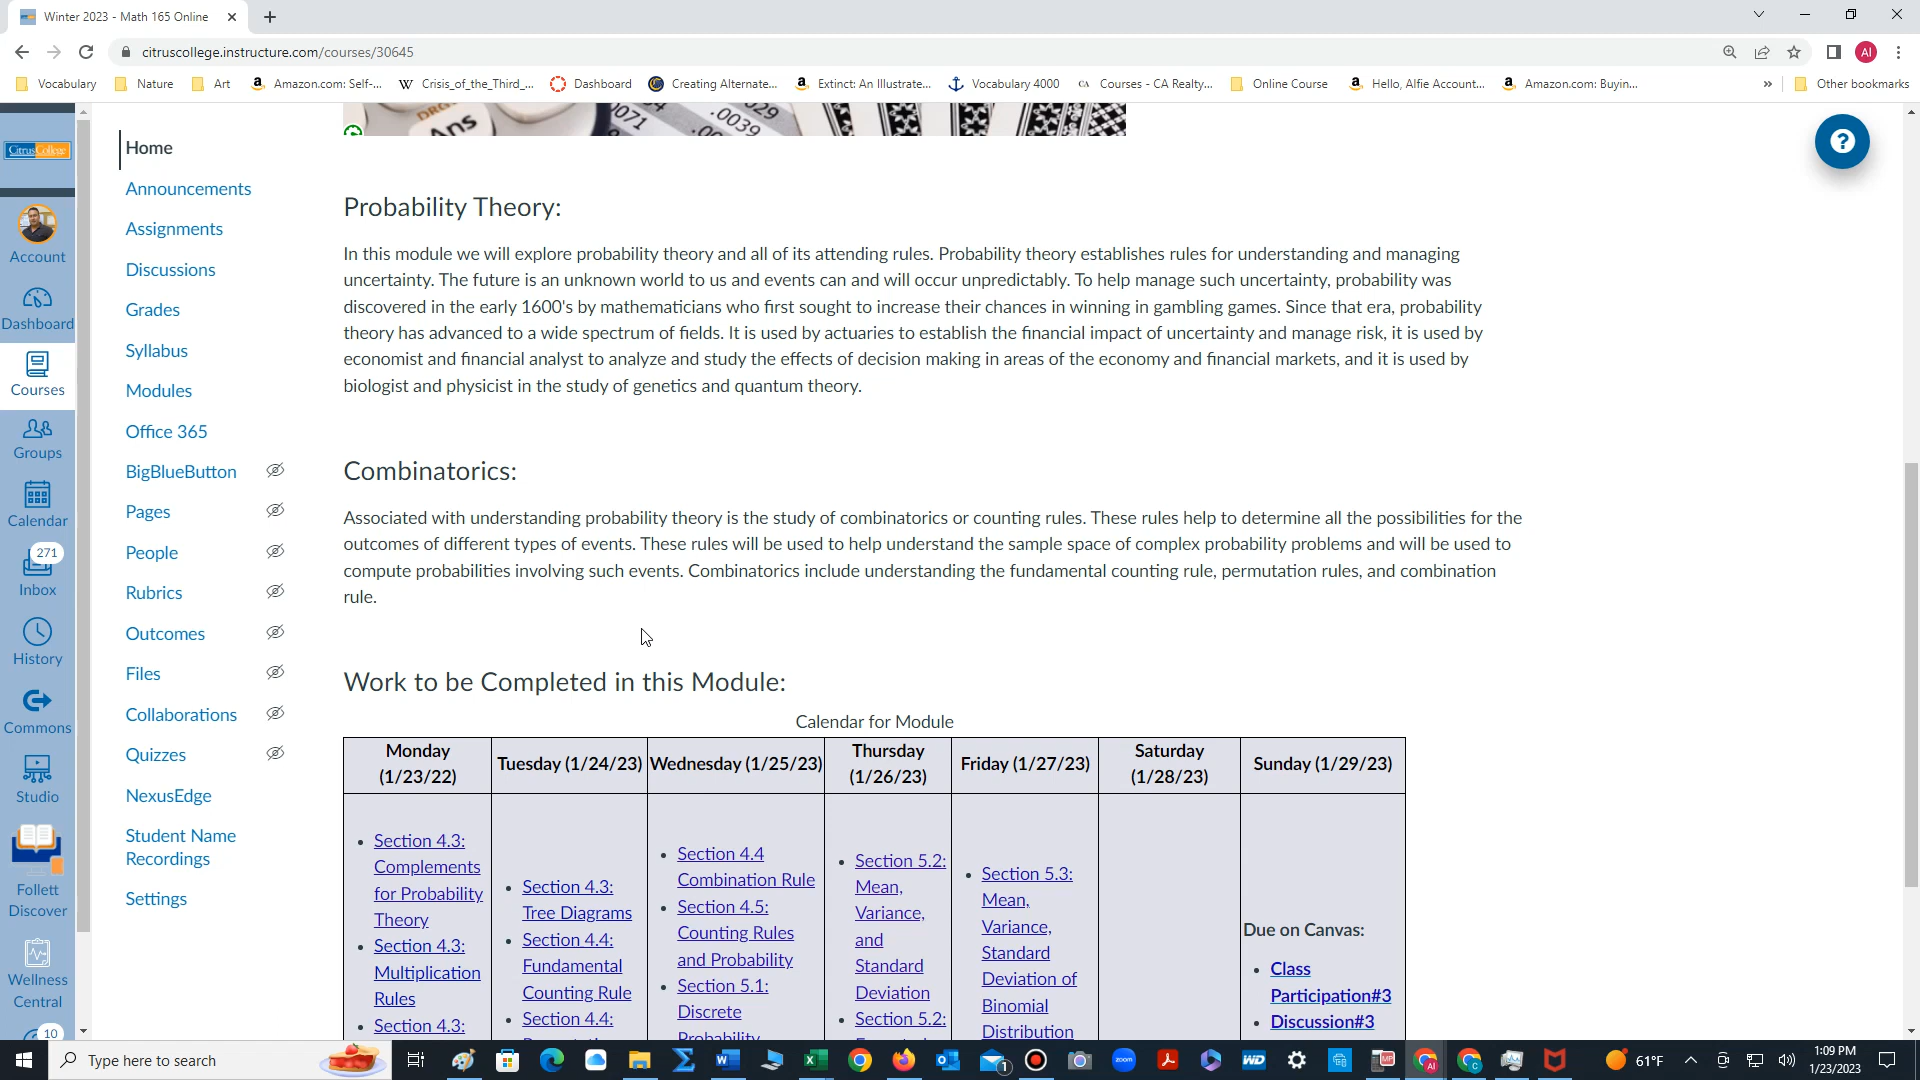 Winter 2023 - Math 165 Online
citruscollege.instructure.com/courses/30645
AI
Vocabulary
Nature
Art
Amazon.com: Self-...
Crisis_of_the_Third_...
Dashboard
Creating Alternate...
Extinct: An Illustrate...
Vocabulary 4000
CA Courses - CA Realty...
Online Course
Hello, Alfie Account...
Amazon.com: Buyin...
Other bookmarks
CitrusCollege
Account
Dashboard
Courses
Groups
Calendar
271
Inbox
History
Commons
Studio
Follett
Discover
Wellness
Central
10
Home
Announcements
Assignments
Discussions
Grades
Syllabus
Modules
Office 365
BigBlueButton
Pages
People
Rubrics
Outcomes
Files
Collaborations
Quizzes
NexusEdge
Student Name
Recordings
Settings
Ans
071
.0039
Probability Theory:
In this module we will explore probability theory and all of its attending rules. Probability theory establishes rules for understanding and managing
uncertainty. The future is an unknown world to us and events can and will occur unpredictably. To help manage such uncertainty, probability was
discovered in the early 1600's by mathematicians who first sought to increase their chances in winning in gambling games. Since that era, probability
theory has advanced to a wide spectrum of fields. It is used by actuaries to establish the financial impact of uncertainty and manage risk, it is used by
economist and financial analyst to analyze and study the effects of decision making in areas of the economy and financial markets, and it is used by
biologist and physicist in the study of genetics and quantum theory.
Combinatorics:
Associated with understanding probability theory is the study of combinatorics or counting rules. These rules help to determine all the possibilities for the
outcomes of different types of events. These rules will be used to help understand the sample space of complex probability problems and will be used to
compute probabilities involving such events. Combinatorics include understanding the fundamental counting rule, permutation rules, and combination
rule.
Work to be Completed in this Module:
Calendar for Module
Monday
(1/23/22)
Tuesday (1/24/23)
Wednesday (1/25/23)
Thursday
(1/26/23)
Friday (1/27/23)
Saturday
(1/28/23)
Sunday (1/29/23)
Section 4.3:
Complements
for Probability
Theory
Section 4.3:
Multiplication
Rules
Section 4.3:
Section 4.3:
Tree Diagrams
Section 4.4:
Fundamental
Counting Rule
Section 4.4:
Section 4.4
Combination Rule
Section 4.5:
Counting Rules
and Probability
Section 5.1:
Discrete
Probability
Section 5.2:
Mean,
Variance,
and
Standard
Deviation
Section 5.2:
Section 5.3:
Mean,
Variance,
Standard
Deviation of
Binomial
Distribution
Due on Canvas:
Class
Participation#3
Discussion#3
Type here to search
61°F
1:09 PM
1/23/2023